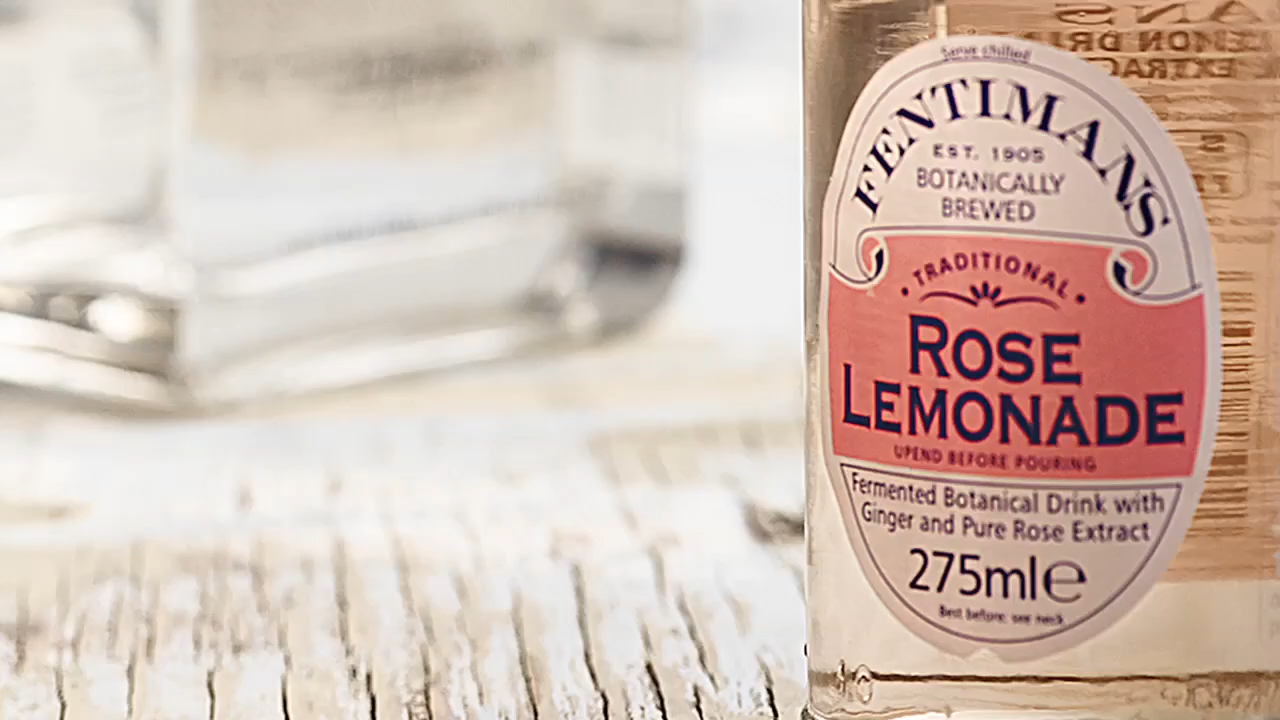 Serve chilled
FENTIMANS
EST. 1905
BOTANICALLY
BREWED
• TRADITIONAL •
ROSE
LEMONADE
UPEND BEFORE POURING
Fermented Botanical Drink with
Ginger and Pure Rose Extract
275ml℮
Best before: see neck